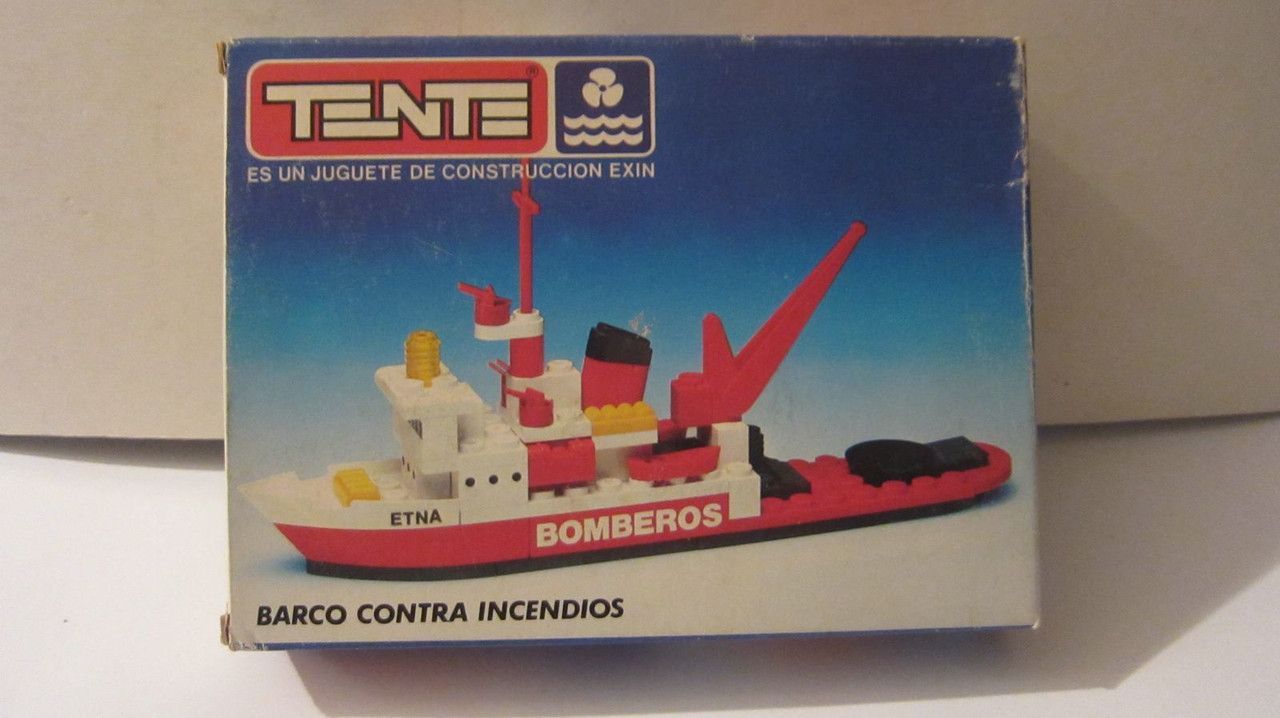 TENTE®
ES UN JUGUETE DE CONSTRUCCION EXIN
ETNA
BOMBEROS
BARCO CONTRA INCENDIOS